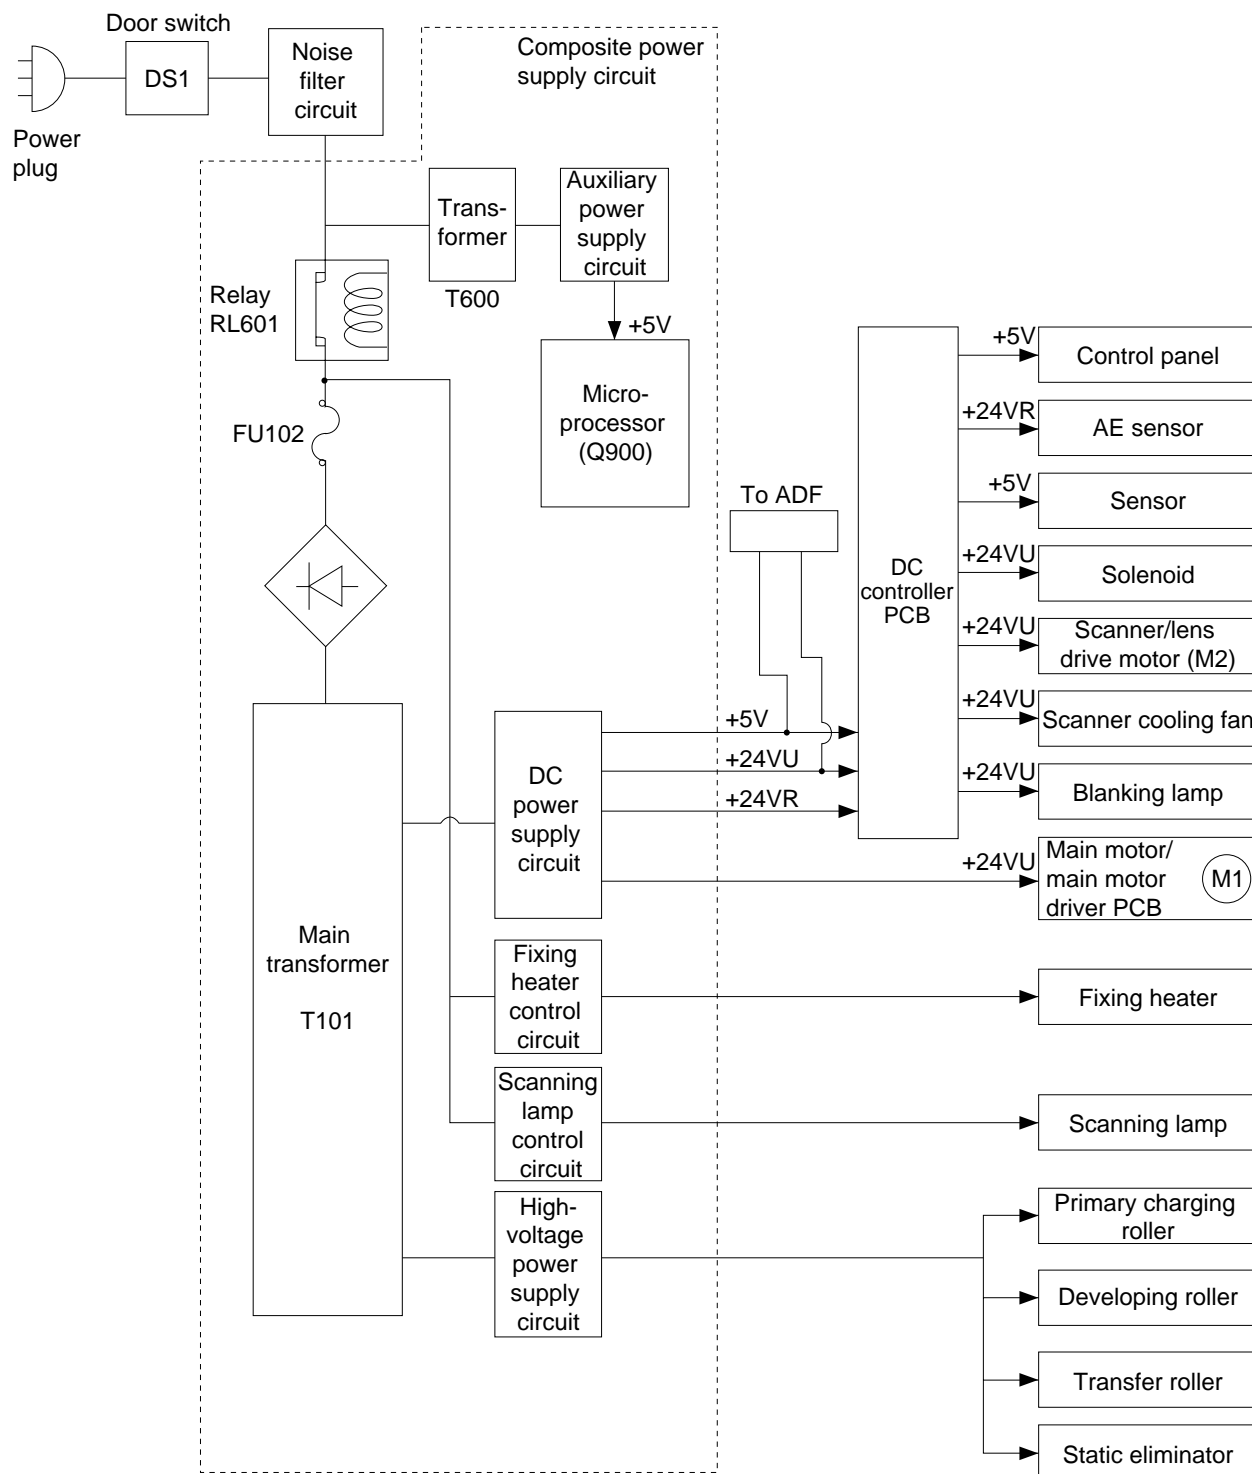 Door switch
DS1
Power
plug
Noise
filter
circuit
Composite power
supply circuit
Trans-
former
T600
Auxiliary
power
supply
circuit
+5V
Relay
RL601
FU102
Micro-
processor
(Q900)
To ADF
DC
controller
PCB
+5V
Control panel
+24VR
AE sensor
+5V
Sensor
+24VU
Solenoid
+24VU
Scanner/lens
drive motor (M2)
+24VU
Scanner cooling fan
+24VU
Blanking lamp
+24VU
Main motor/
main motor
driver PCB
M1
Main
transformer
T101
DC
power
supply
circuit
+5V
+24VU
+24VR
Fixing
heater
control
circuit
Fixing heater
Scanning
lamp
control
circuit
Scanning lamp
High-
voltage
power
supply
circuit
Primary charging
roller
Developing roller
Transfer roller
Static eliminator